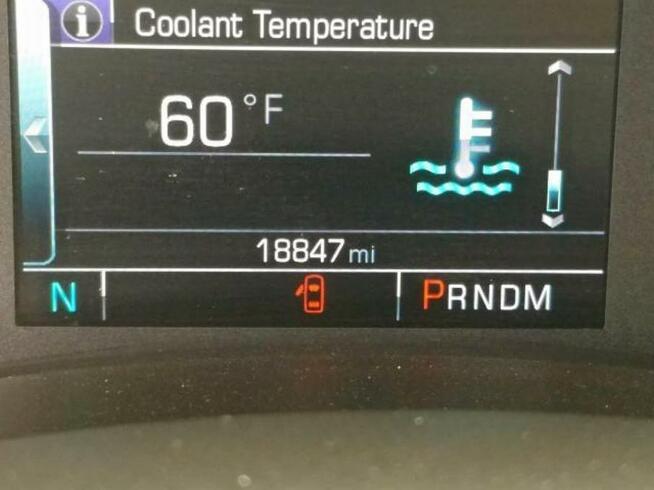 i Coolant Temperature
60 °F
18847 mi
N PRNDM